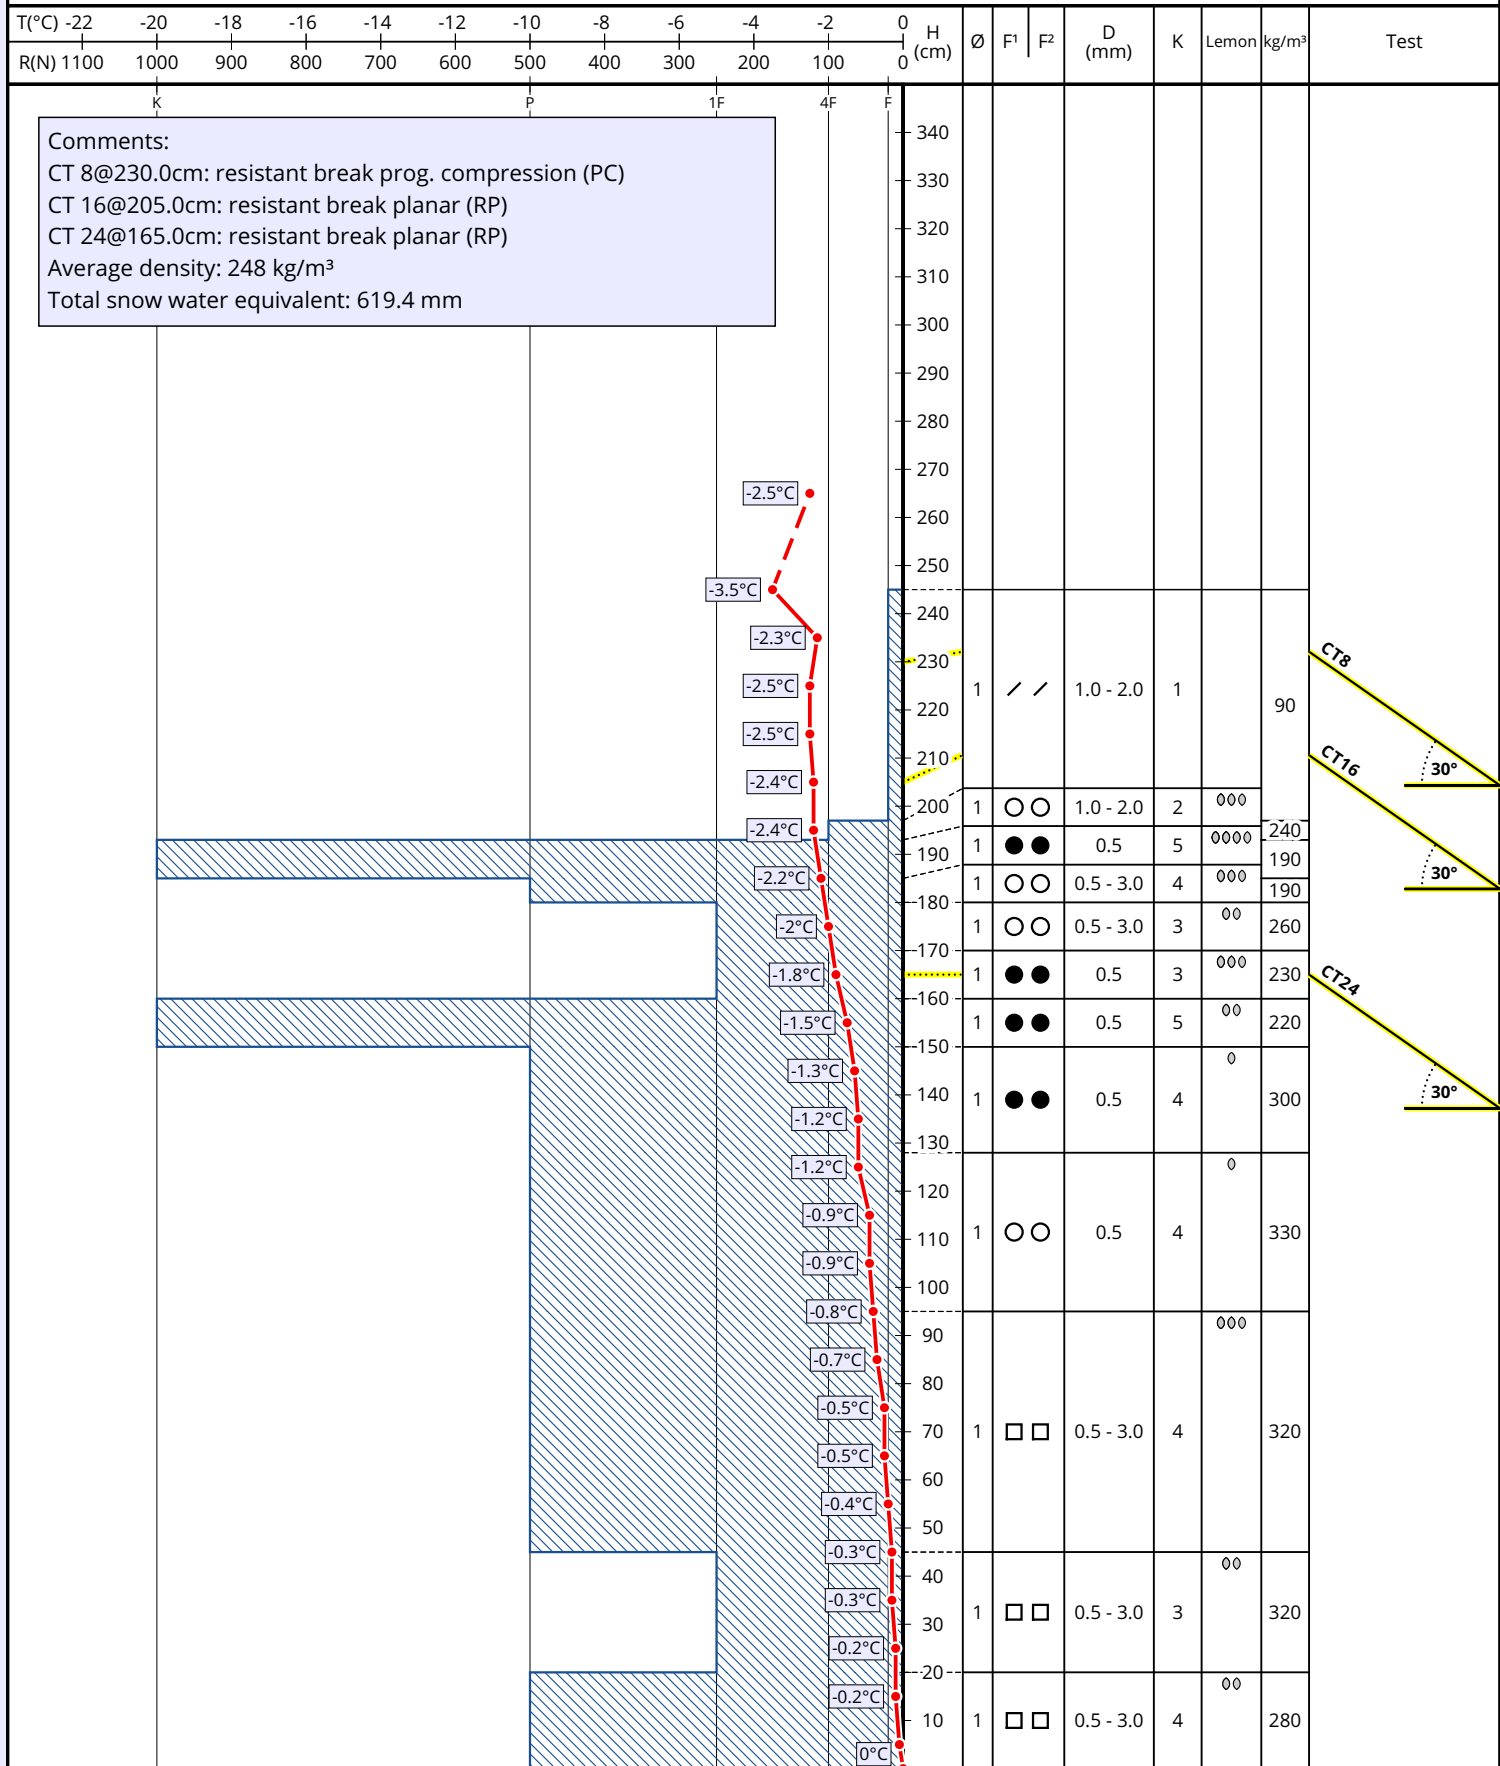 T(°C) -22 -20 -18 -16 -14 -12 -10 -8 -6 -4 -2 0
R(N) 1100 1000 900 800 700 600 500 400 300 200 100 0
H (cm) Ø F¹ F² D (mm) K Lemon kg/m³ Test
K P 1F 4F F
Comments:
CT 8@230.0cm: resistant break prog. compression (PC)
CT 16@205.0cm: resistant break planar (RP)
CT 24@165.0cm: resistant break planar (RP)
Average density: 248 kg/m³
Total snow water equivalent: 619.4 mm
340
330
320
310
300
290
280
270
-2.5°C
260
250
-3.5°C
240
-2.3°C
230
CT8
-2.5°C
1 1.0 - 2.0 1
90
220
-2.5°C
210
CT16
30°
-2.4°C
200
1 1.0 - 2.0 2
-2.4°C
240
1 0.5 5
190
190
-2.2°C
1 0.5 - 3.0 4
190
30°
180
-2°C
1 0.5 - 3.0 3 260
170
-1.8°C
1 0.5 3 230
CT24
160
-1.5°C
1 0.5 5 220
150
-1.3°C
140
1 0.5 4 300
30°
-1.2°C
130
-1.2°C
120
-0.9°C
1 0.5 4 330
110
-0.9°C
100
-0.8°C
90
-0.7°C
80
-0.5°C
70
1 0.5 - 3.0 4 320
-0.5°C
60
-0.4°C
50
-0.3°C
40
-0.3°C
1 0.5 - 3.0 3 320
30
-0.2°C
20
-0.2°C
10
1 0.5 - 3.0 4 280
0°C